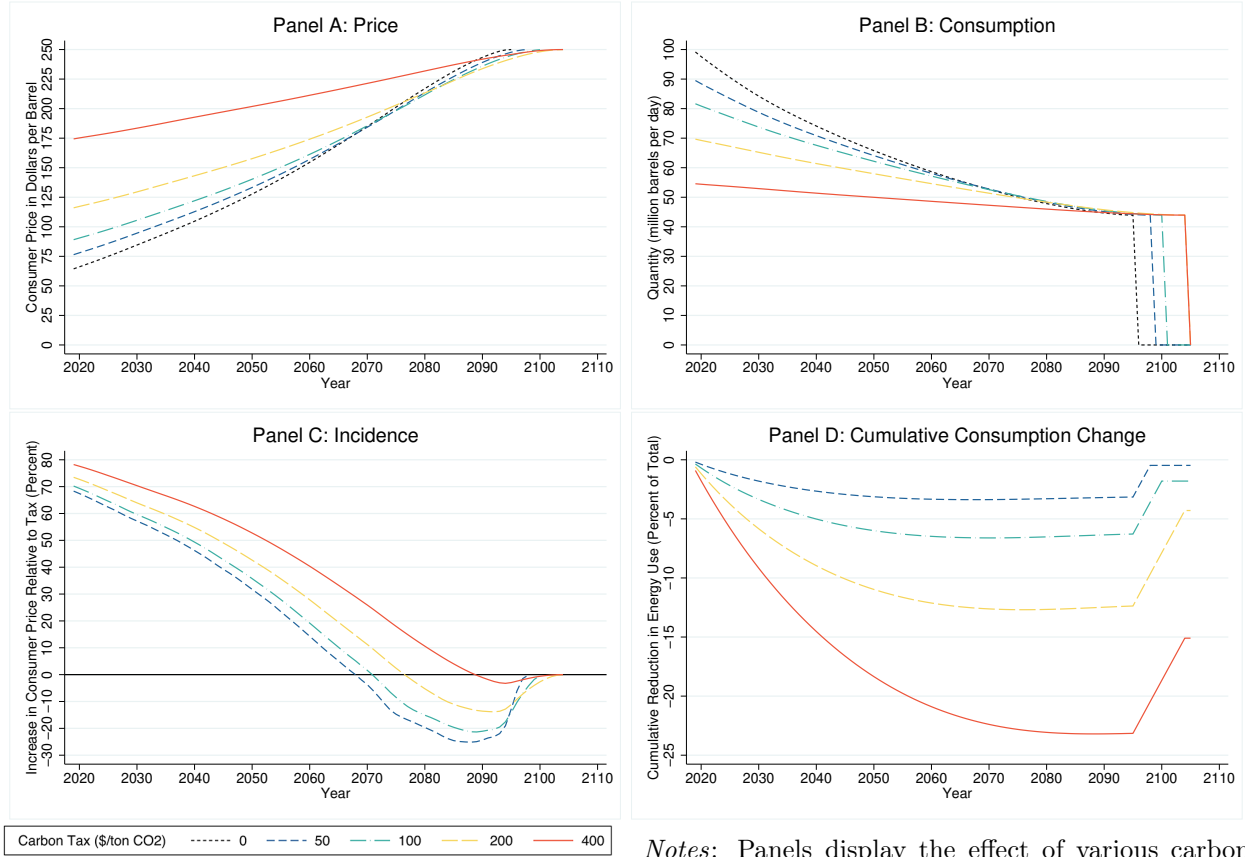 Panel A: Price
Consumer Price in Dollars per Barrel
250
225
200
175
150
125
100
75
50
25
0
2020 2030 2040 2050 2060 2070 2080 2090 2100 2110
Year
Panel B: Consumption
Quantity (million barrels per day)
100
90
80
70
60
50
40
30
20
10
0
2020 2030 2040 2050 2060 2070 2080 2090 2100 2110
Year
Panel C: Incidence
Increase in Consumer Price Relative to Tax (Percent)
80
70
60
50
40
30
20
10
0
−10
−20
−30
2020 2030 2040 2050 2060 2070 2080 2090 2100 2110
Year
Panel D: Cumulative Consumption Change
Cumulative Reduction in Energy Use (Percent of Total)
0
−5
−10
−15
−20
−25
2020 2030 2040 2050 2060 2070 2080 2090 2100 2110
Year
Carbon Tax ($/ton CO2) 0 50 100 200 400
Notes: Panels display the effect of various carbon